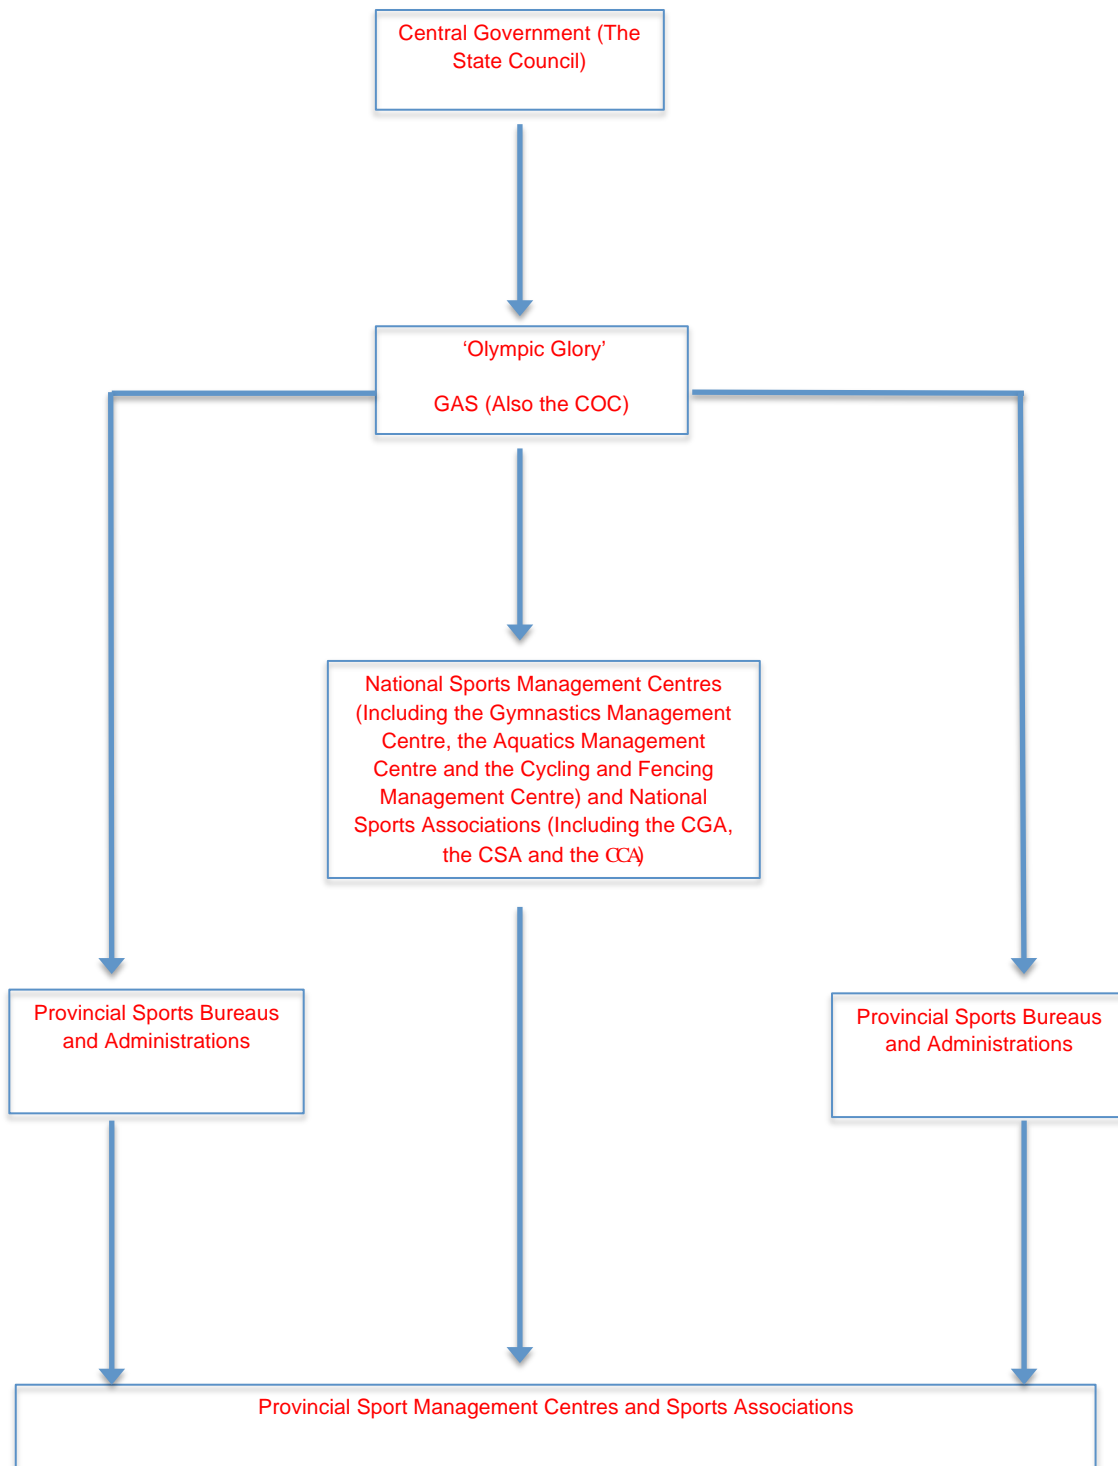 Central Government (The
State Council)
‘Olympic Glory’
GAS (Also the COC)
National Sports Management Centres
(Including the Gymnastics Management
Centre, the Aquatics Management
Centre and the Cycling and Fencing
Management Centre) and National
Sports Associations (Including the CGA,
the CSA and the CCA)
Provincial Sports Bureaus
and Administrations
Provincial Sports Bureaus
and Administrations
Provincial Sport Management Centres and Sports Associations